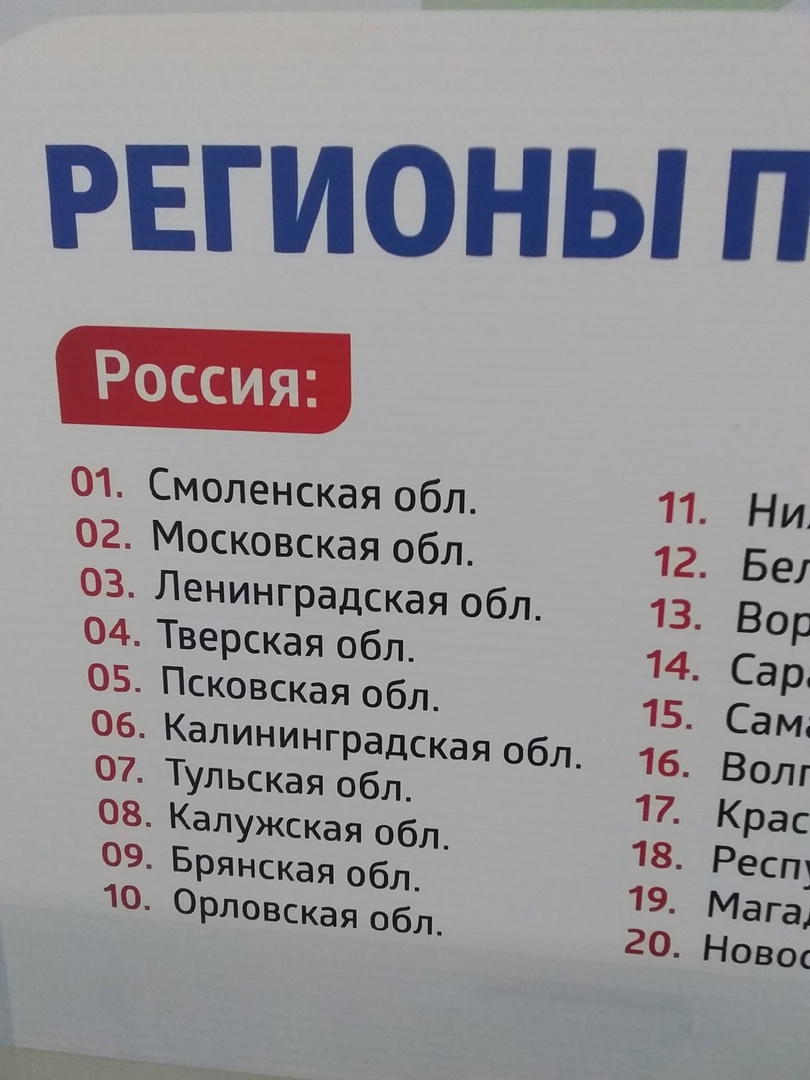 РЕГИОНЫ
Россия:
01. Смоленская обл.
02. Московская обл.
03. Ленинградская обл.
04. Тверская обл.
05. Псковская обл.
06. Калининградская обл.
07. Тульская обл.
08. Калужская обл.
09. Брянская обл.
10. Орловская обл.
11.
12.
13.
14.
15.
16.
17.
18.
19.
20.